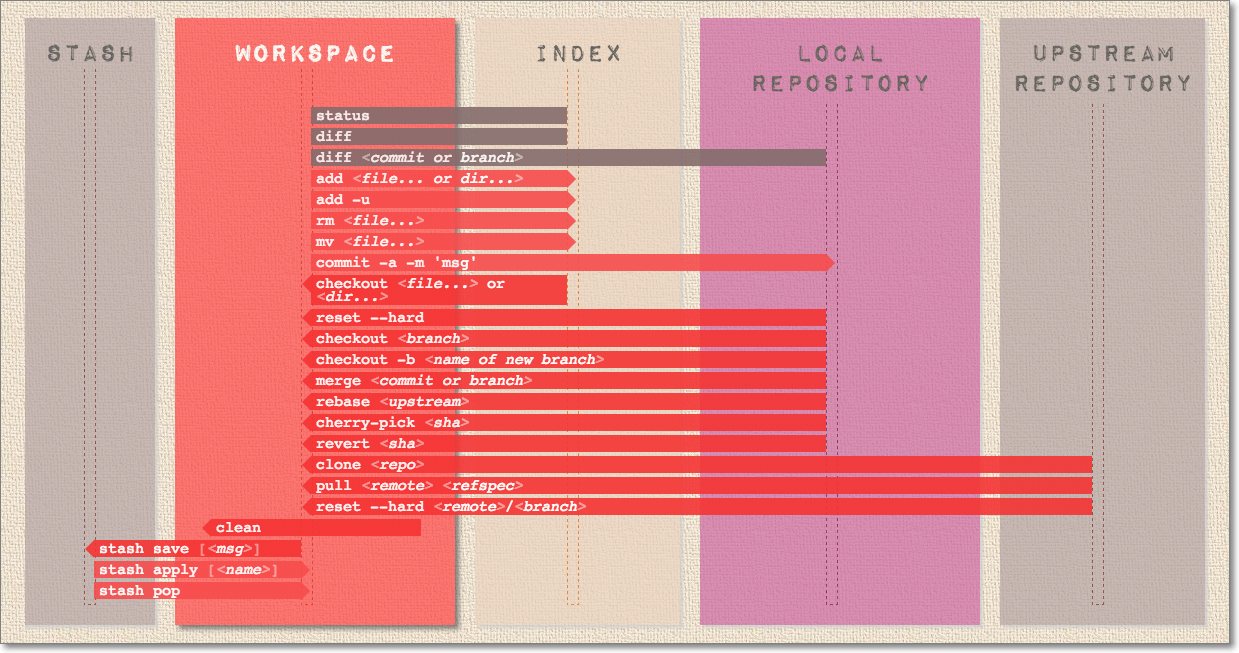 STASH
WORKSPACE
INDEX
LOCAL
REPOSITORY
UPSTREAM
REPOSITORY
status
diff
diff <commit or branch>
add <file... or dir...>
add -u
rm <file...>
mv <file...>
commit -a -m 'msg'
checkout <file...> or
<dir...>
reset --hard
checkout <branch>
checkout -b <name of new branch>
merge <commit or branch>
rebase <upstream>
cherry-pick <sha>
revert <sha>
clone <repo>
pull <remote> <refspec>
reset --hard <remote>/<branch>
clean
stash save [<msg>]
stash apply [<name>]
stash pop